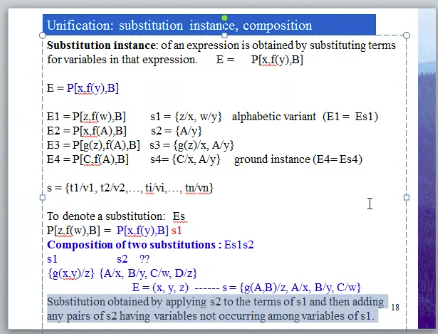 Unification: substitution instance, composition
Substitution instance: of an expression is obtained by substituting terms
for variables in that expression. E = P[x,f(y),B]
E = P[x,f(y),B]
E1 = P[z,f(w),B] s1 = {z/x, w/y} alphabetic variant (E1 = Es1)
E2 = P[x,f(A),B] s2 = {A/y}
E3 = P[g(z),f(A),B] s3 = {g(z)/x, A/y}
E4 = P[C,f(A),B] s4= {C/x, A/y} ground instance (E4=Es4)
s = {t1/v1, t2/v2,…, ti/vi,…, tn/vn}
To denote a substitution: Es
P[z,f(w),B] = P[x,f(y),B] s1
Composition of two substitutions : Es1s2
s1 s2 ??
{g(x,y)/z} {A/x, B/y, C/w, D/z}
E = (x, y, z) ------ s = {g(A,B)/z, A/x, B/y, C/w}
Substitution obtained by applying s2 to the terms of s1 and then adding
any pairs of s2 having variables not occurring among variables of s1.
18